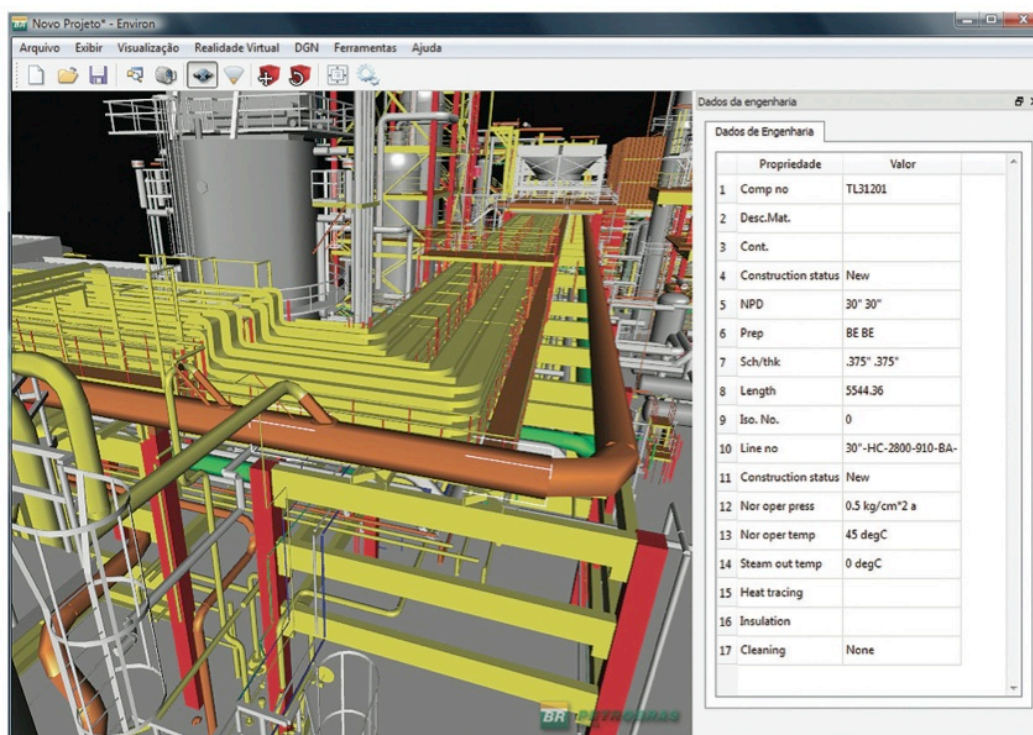 BR Novo Projeto* - Environ
Arquivo Exibir Visualização Realidade Virtual DGN Ferramentas Ajuda
Dados da engenharia
Dados de Engenharia
Propriedade Valor
1 Comp no TL31201
2 Desc.Mat.
3 Cont.
4 Construction status New
5 NPD 30" 30"
6 Prep BE BE
7 Sch/thk .375" .375"
8 Length 5544.36
9 Iso. No. 0
10 Line no 30"-HC-2800-910-BA-
11 Construction status New
12 Nor oper press 0.5 kg/cm*2 a
13 Nor oper temp 45 degC
14 Steam out temp 0 degC
15 Heat tracing
16 Insulation
17 Cleaning None
BR PETROBRAS